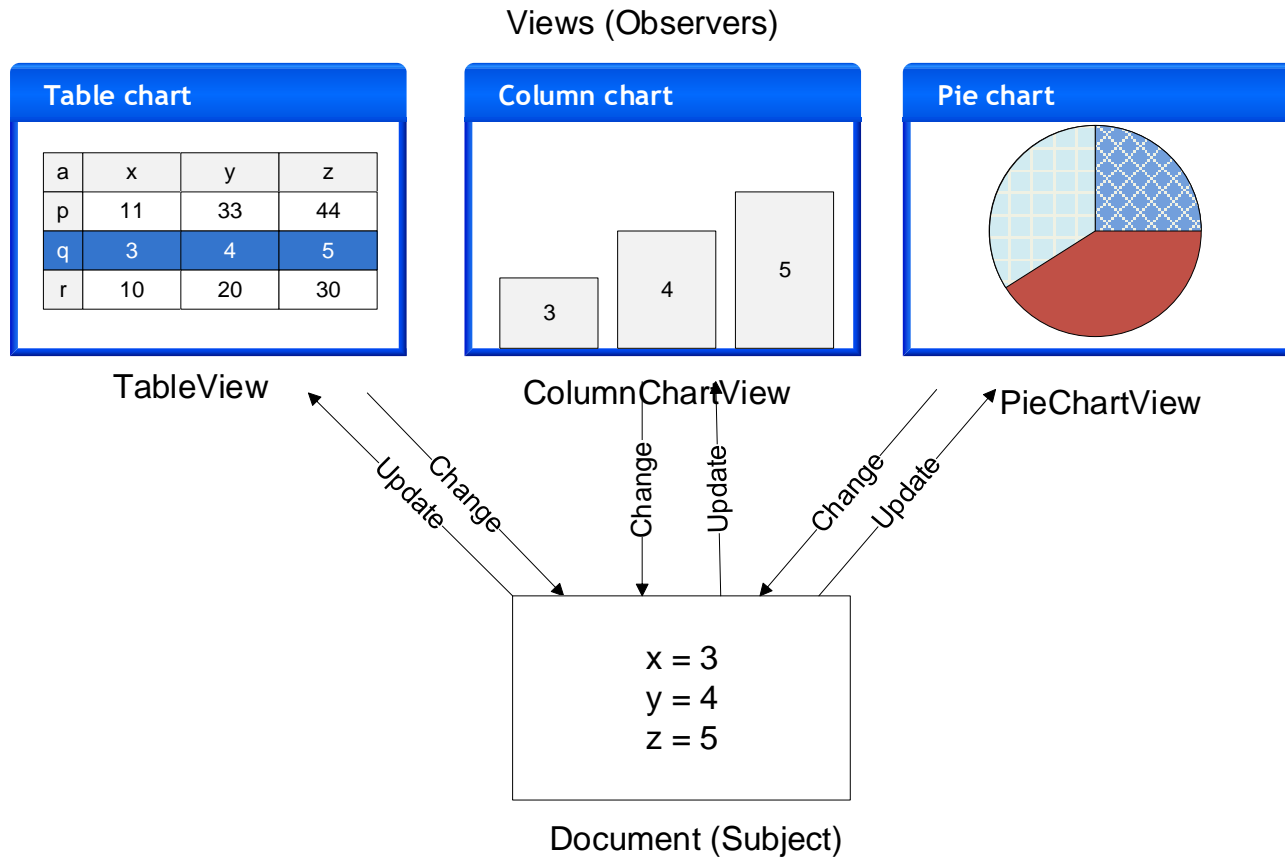 Views (Observers)
Table chart
a x y z
p 11 33 44
q 3 4 5
r 10 20 30
TableView
Column chart
3
4
5
ColumnChartView
Pie chart
PieChartView
Update
Change
Change
Update
Change
Update
x = 3
y = 4
z = 5
Document (Subject)